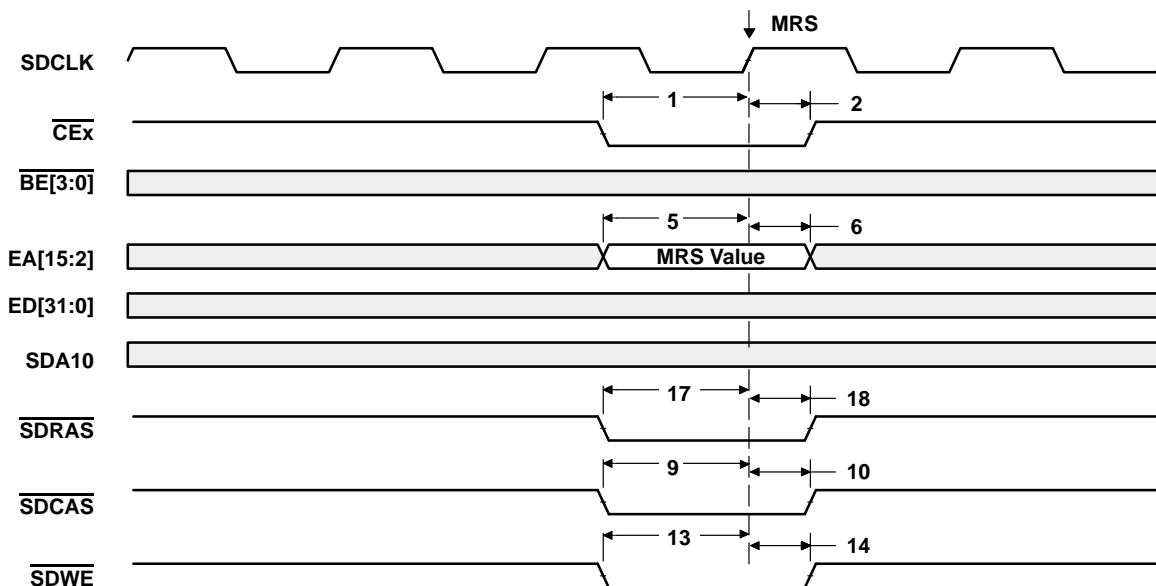 MRS
SDCLK
1
2
CEx
BE[3:0]
5
6
EA[15:2]
MRS Value
ED[31:0]
SDA10
17
18
SDRAS
9
10
SDCAS
13
14
SDWE